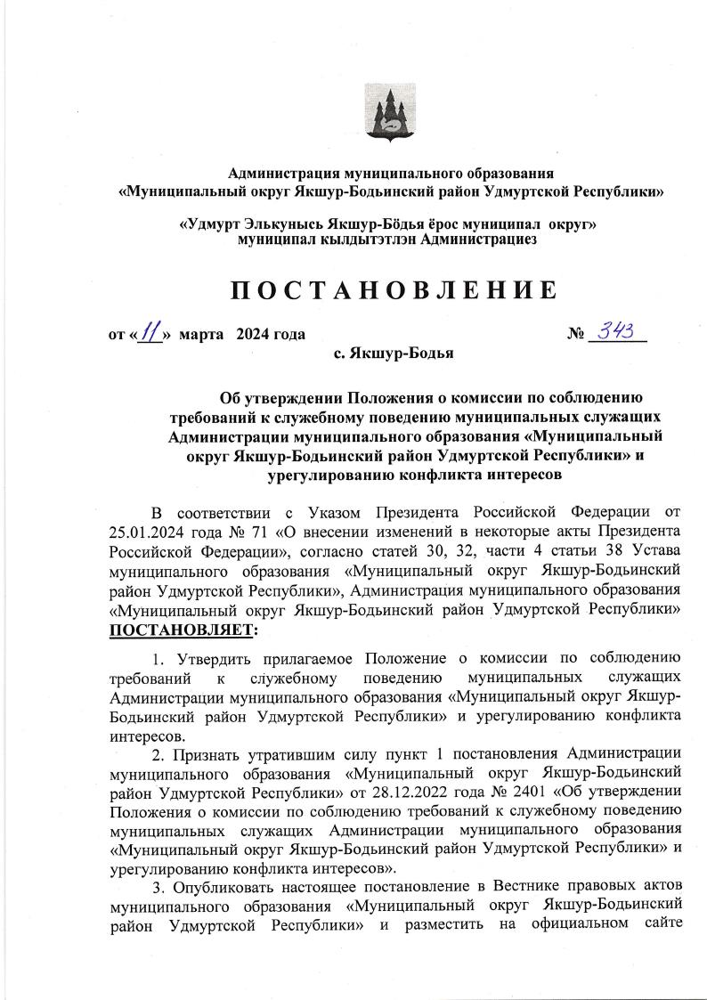 Администрация муниципального образования
«Муниципальный округ Якшур-Бодьинский район Удмуртской Республики»
«Удмурт Элькунысь Якшур-Бӧдья ёрос муниципал округ»
муниципал кылдытэтлэн Администрациез
ПОСТАНОВЛЕНИЕ
от «11» марта 2024 года № 343
с. Якшур-Бодья
Об утверждении Положения о комиссии по соблюдению
требований к служебному поведению муниципальных служащих
Администрации муниципального образования «Муниципальный
округ Якшур-Бодьинский район Удмуртской Республики» и
урегулированию конфликта интересов
В соответствии с Указом Президента Российской Федерации от
25.01.2024 года № 71 «О внесении изменений в некоторые акты Президента
Российской Федерации», согласно статей 30, 32, части 4 статьи 38 Устава
муниципального образования «Муниципальный округ Якшур-Бодьинский
район Удмуртской Республики», Администрация муниципального образования
«Муниципальный округ Якшур-Бодьинский район Удмуртской Республики»
ПОСТАНОВЛЯЕТ:
1. Утвердить прилагаемое Положение о комиссии по соблюдению
требований к служебному поведению муниципальных служащих
Администрации муниципального образования «Муниципальный округ Якшур-
Бодьинский район Удмуртской Республики» и урегулированию конфликта
интересов.
2. Признать утратившим силу пункт 1 постановления Администрации
муниципального образования «Муниципальный округ Якшур-Бодьинский
район Удмуртской Республики» от 28.12.2022 года № 2401 «Об утверждении
Положения о комиссии по соблюдению требований к служебному поведению
муниципальных служащих Администрации муниципального образования
«Муниципальный округ Якшур-Бодьинский район Удмуртской Республики» и
урегулированию конфликта интересов».
3. Опубликовать настоящее постановление в Вестнике правовых актов
муниципального образования «Муниципальный округ Якшур-Бодьинский
район Удмуртской Республики» и разместить на официальном сайте